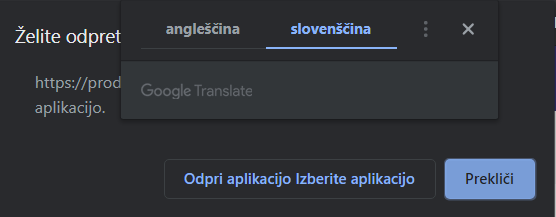 angleščina slovenščina
Želite odpret
https://prod
aplikacijo.
Google Translate
Odpri aplikacijo Izberite aplikacijo
Prekliči